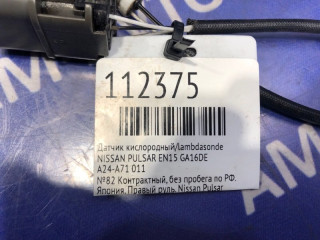 112375
Датчик кислородный/lambdasonde
NISSAN PULSAR EN15 GA16DE
A24-A71 011
№82 Контрактный, без пробега по РФ.
Япония. Правый руль. Nissan Pulsar